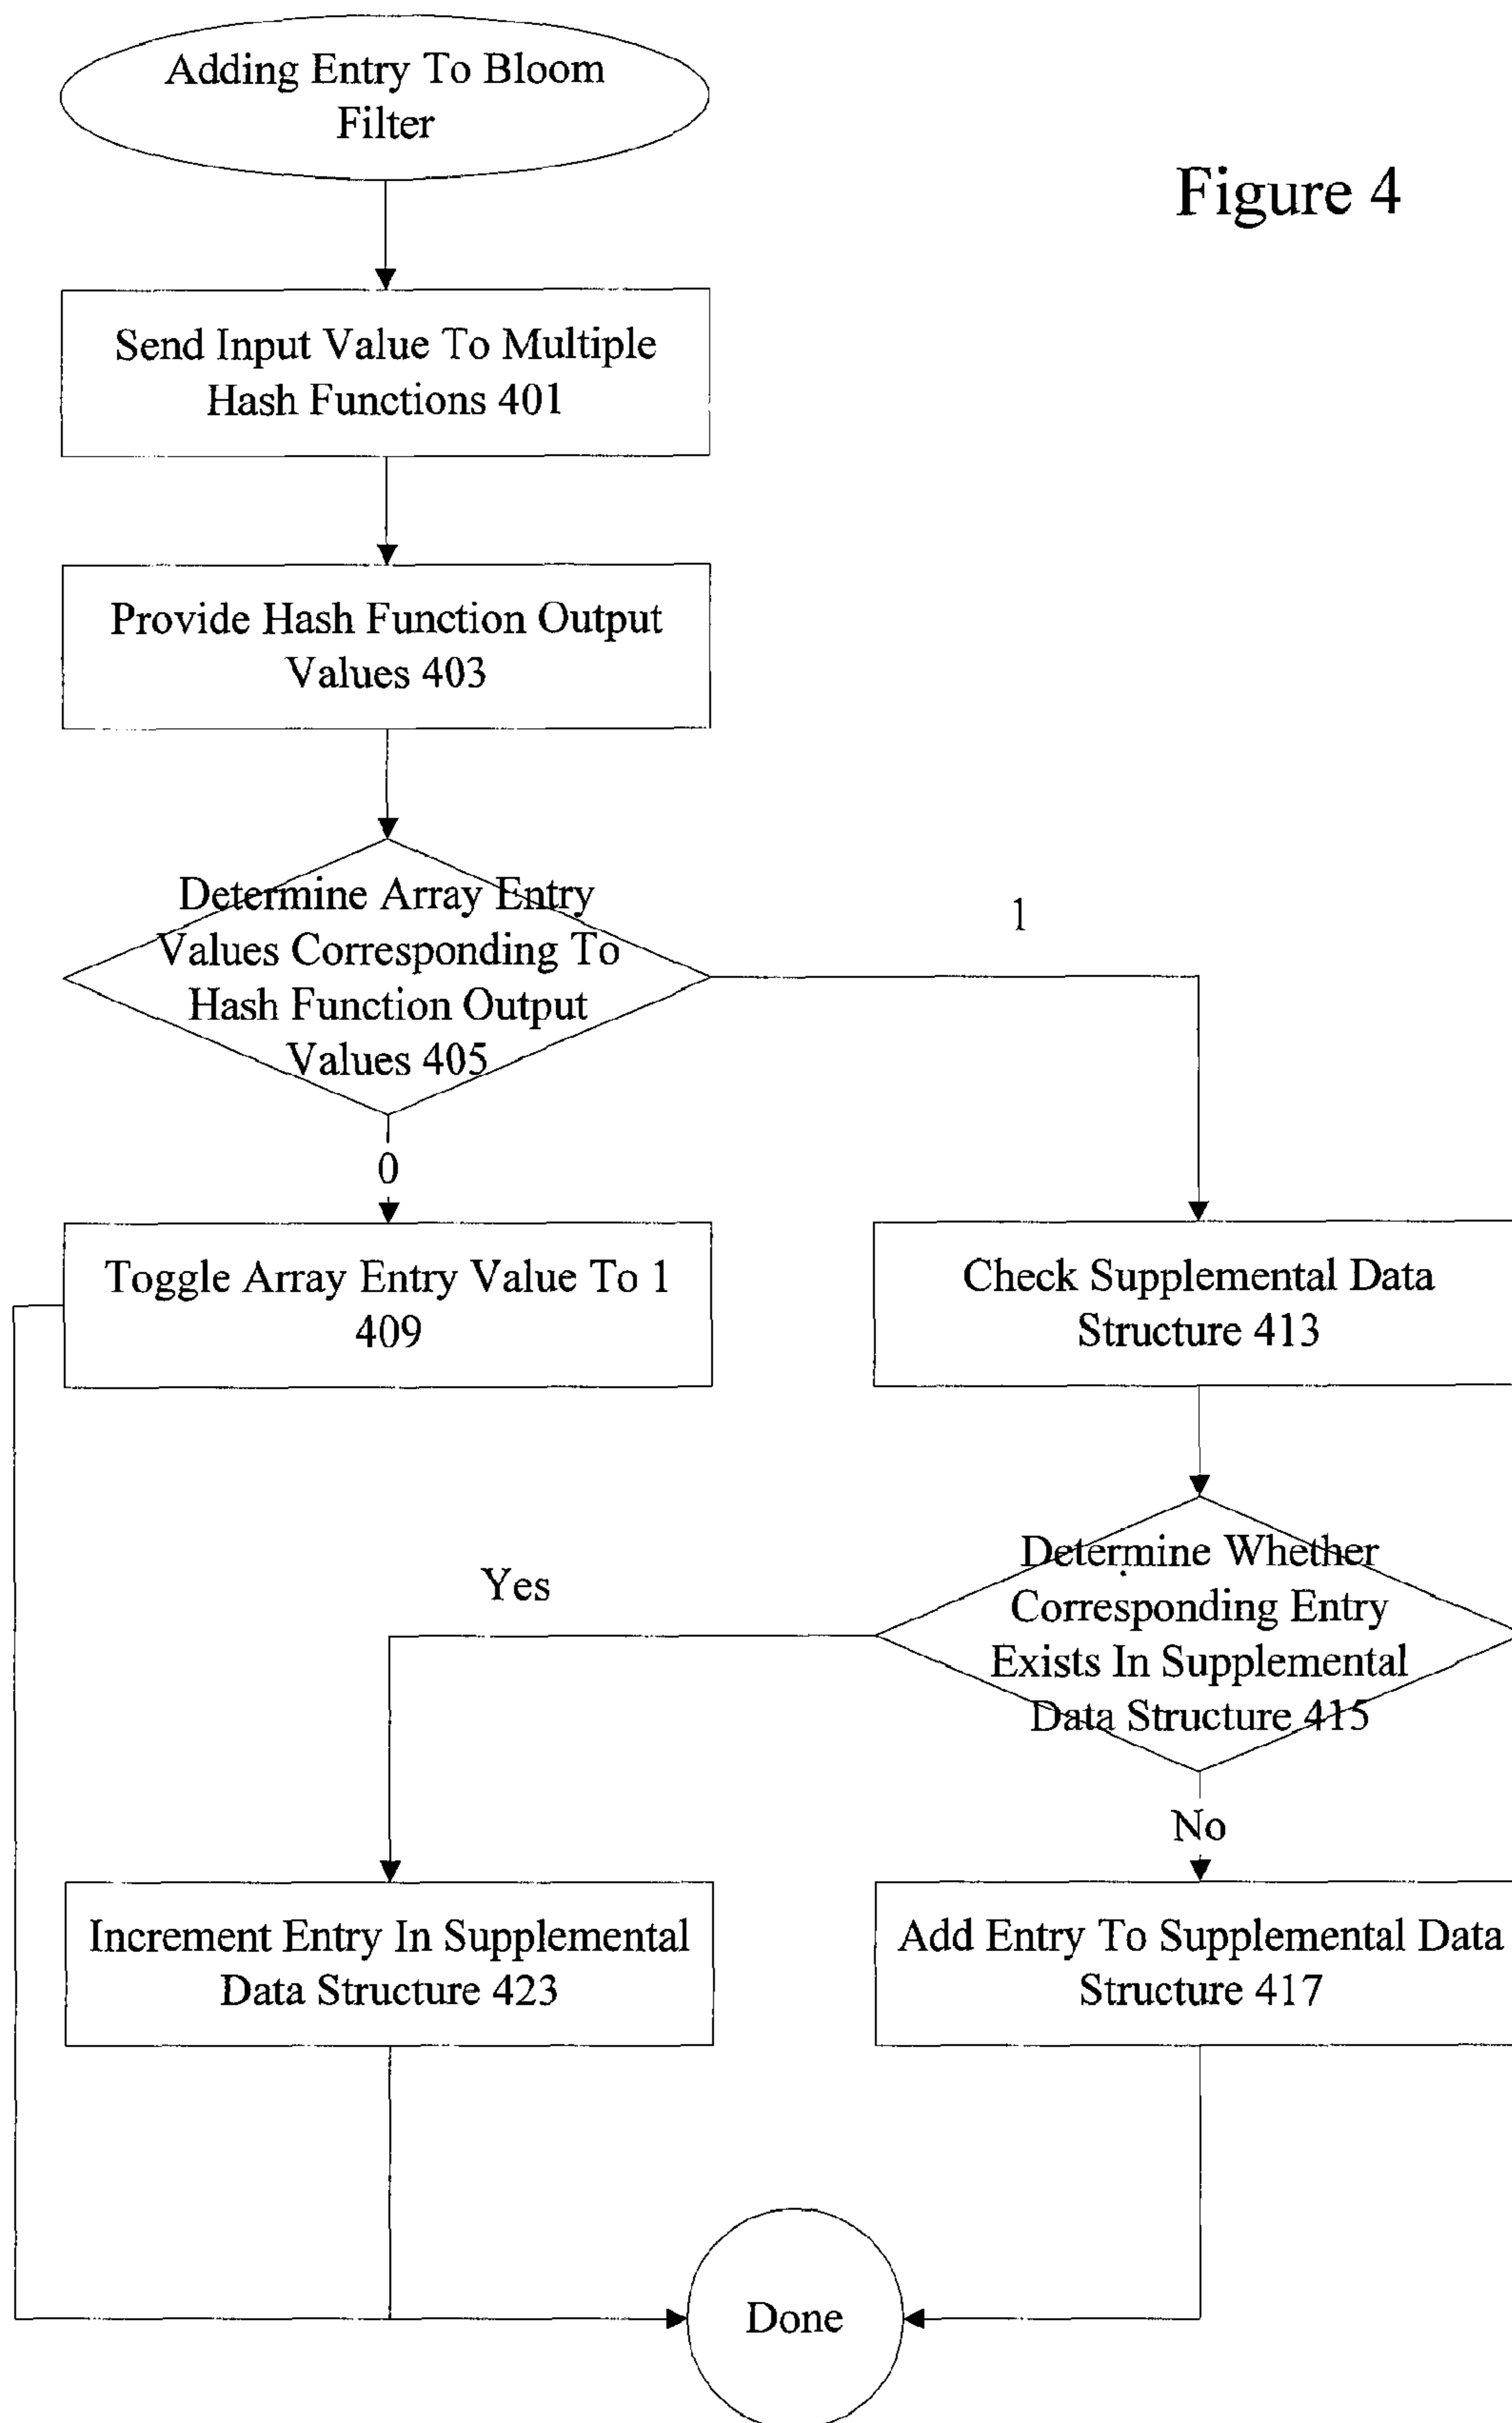 Adding Entry To Bloom
Filter
Figure 4
Send Input Value To Multiple
Hash Functions 401
Provide Hash Function Output
Values 403
Determine Array Entry
Values Corresponding To
Hash Function Output
Values 405
1
0
Toggle Array Entry Value To 1
409
Check Supplemental Data
Structure 413
Determine Whether
Corresponding Entry
Exists In Supplemental
Data Structure 415
Yes
No
Increment Entry In Supplemental
Data Structure 423
Add Entry To Supplemental Data
Structure 417
Done